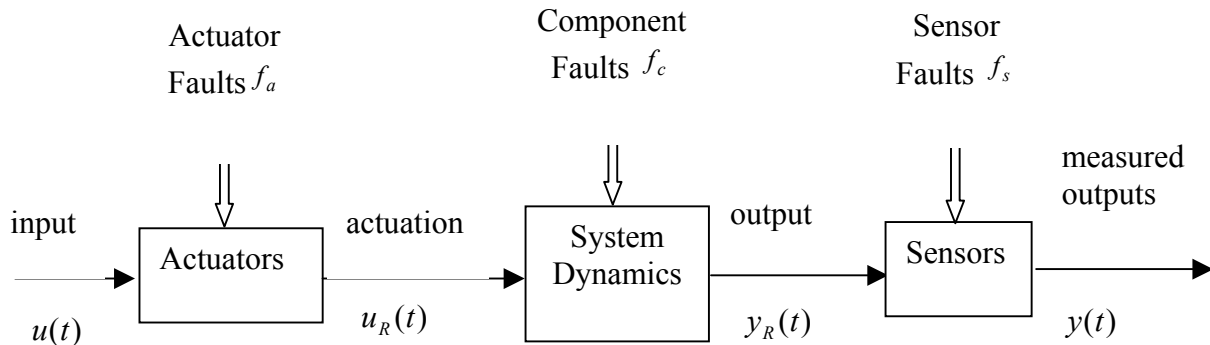 Actuator
Faults f_a
Component
Faults f_c
Sensor
Faults f_s
input
Actuators
actuation
System
Dynamics
output
Sensors
measured
outputs
u(t)
u_R(t)
y_R(t)
y(t)